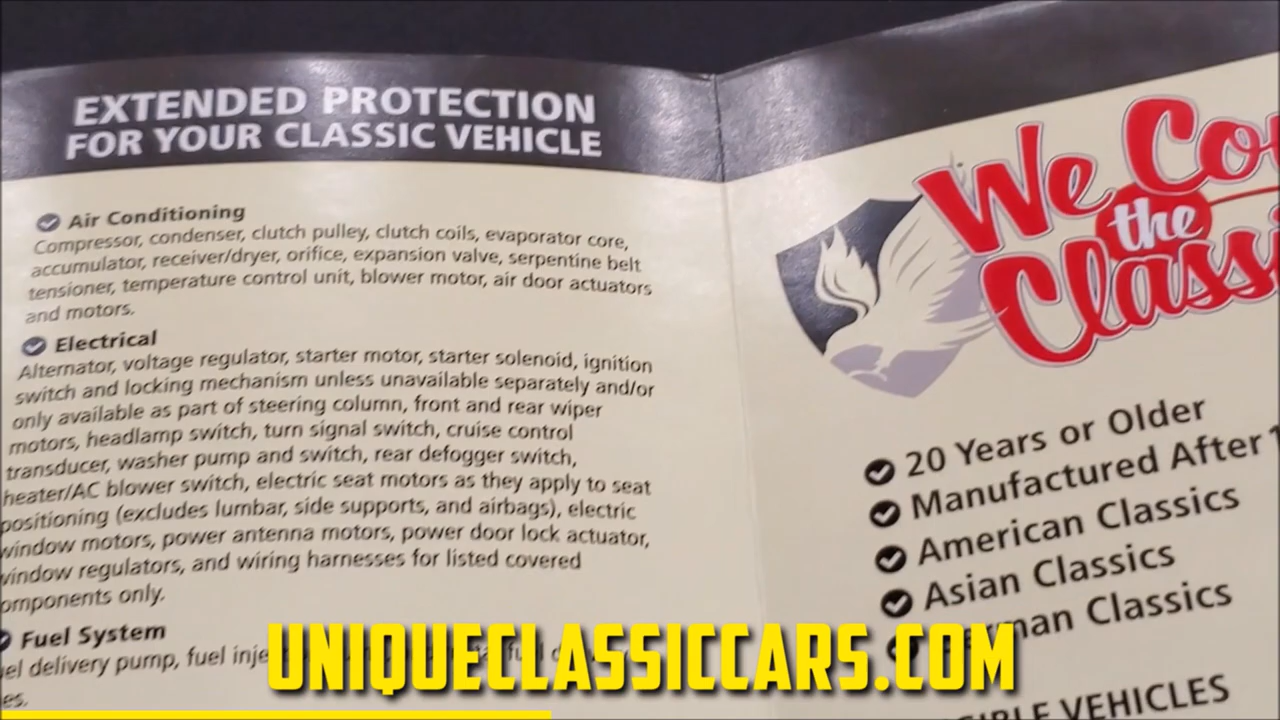 EXTENDED PROTECTION
FOR YOUR CLASSIC VEHICLE
Air Conditioning
Compressor, condenser, clutch pulley, clutch coils, evaporator core,
accumulator, receiver/dryer, orifice, expansion valve, serpentine belt
tensioner, temperature control unit, blower motor, air door actuators
and motors.
Electrical
Alternator, voltage regulator, starter motor, starter solenoid, ignition
switch and locking mechanism unless unavailable separately and/or
only available as part of steering column, front and rear wiper
motors, headlamp switch, turn signal switch, cruise control
transducer, washer pump and switch, rear defogger switch,
heater/AC blower switch, electric seat motors as they apply to seat
positioning (excludes lumbar, side supports, and airbags), electric
window motors, power antenna motors, power door lock actuator,
window regulators, and wiring harnesses for listed covered
omponents only.
Fuel System
el delivery pump, fuel
es.
We Co
the
Classi
20 Years or Older
Manufactured After
American Classics
Asian Classics
man Classics
VEHICLES
UNIQUECLASSICCARS.COM